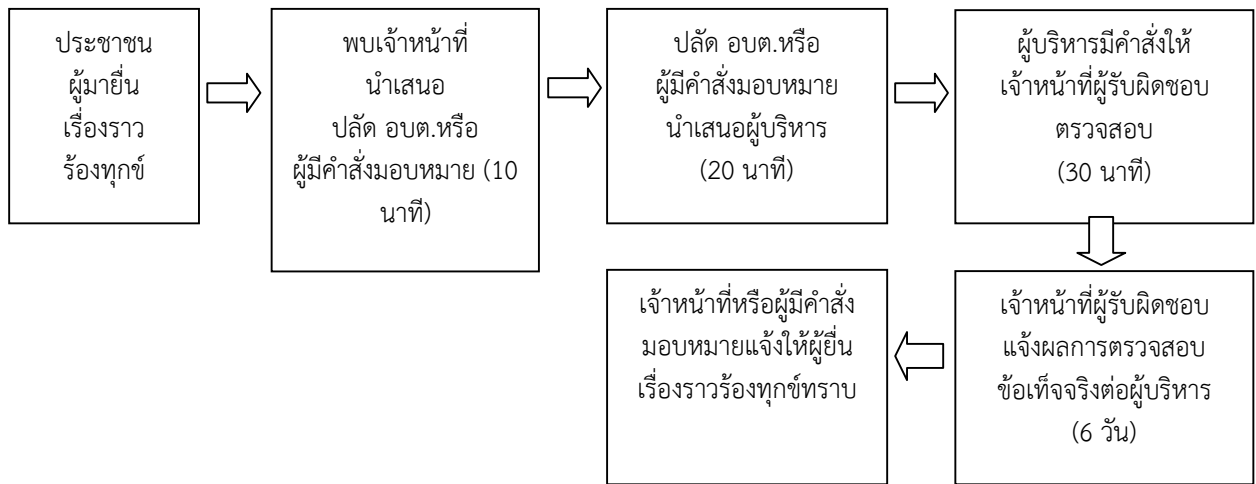 ประชาชน
ผู้มายื่น
เรื่องราว
ร้องทุกข์
พบเจ้าหน้าที่
นำเสนอ
ปลัด อบต.หรือ
ผู้มีคำสั่งมอบหมาย (10
นาที)
ปลัด อบต.หรือ
ผู้มีคำสั่งมอบหมาย
นำเสนอผู้บริหาร
(20 นาที)
ผู้บริหารมีคำสั่งให้
เจ้าหน้าที่ผู้รับผิดชอบ
ตรวจสอบ
(30 นาที)
เจ้าหน้าที่ผู้รับผิดชอบ
แจ้งผลการตรวจสอบ
ข้อเท็จจริงต่อผู้บริหาร
(6 วัน)
เจ้าหน้าที่หรือผู้มีคำสั่ง
มอบหมายแจ้งให้ผู้ยื่น
เรื่องราวร้องทุกข์ทราบ